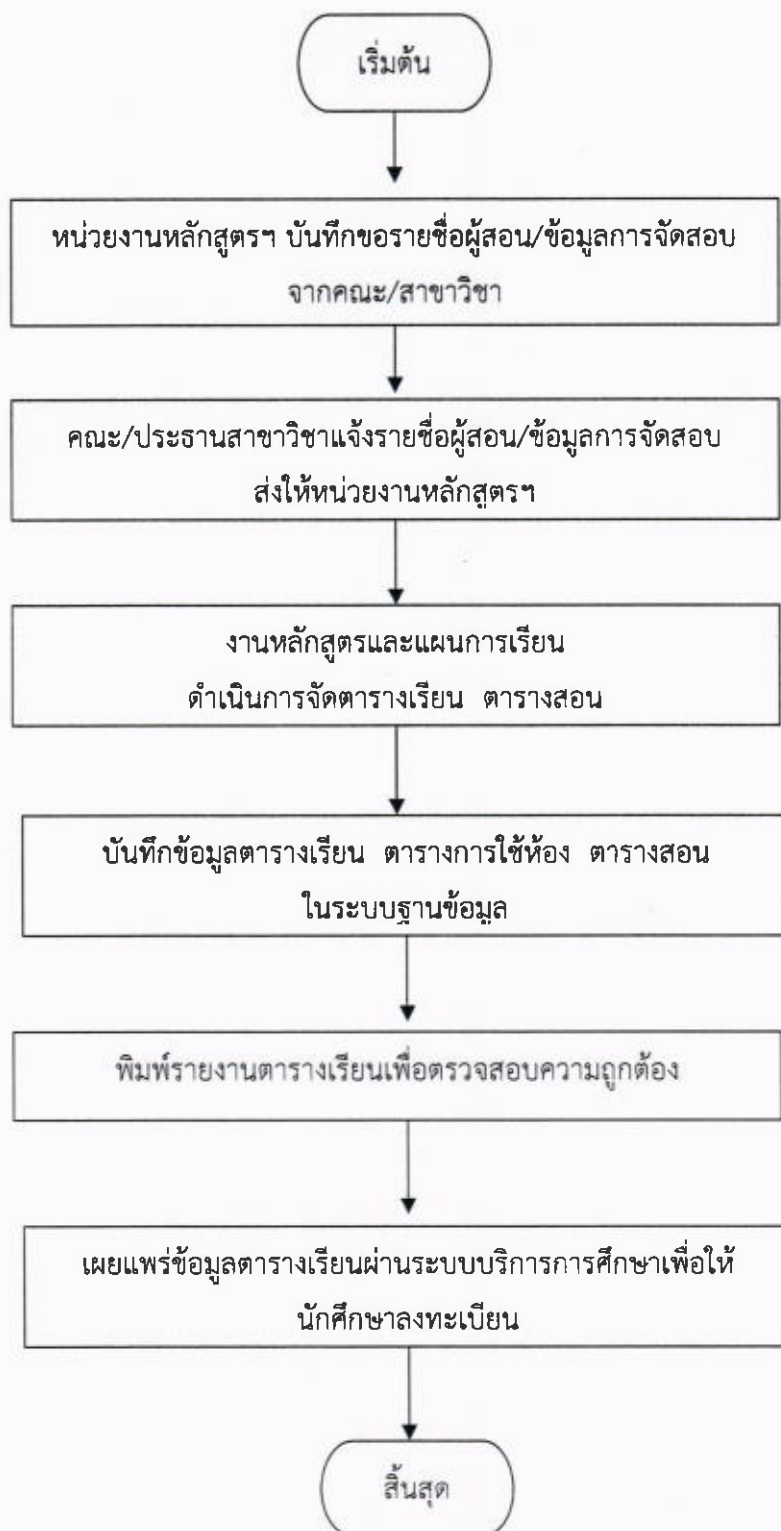 เริ่มต้น
หน่วยงานหลักสูตรฯ บันทึกขอรายชื่อผู้สอน/ข้อมูลการจัดสอบ
จากคณะ/สาขาวิชา
คณะ/ประธานสาขาวิชาแจ้งรายชื่อผู้สอน/ข้อมูลการจัดสอบ
ส่งให้หน่วยงานหลักสูตรฯ
งานหลักสูตรและแผนการเรียน
ดำเนินการจัดตารางเรียน ตารางสอน
บันทึกข้อมูลตารางเรียน ตารางการใช้ห้อง ตารางสอน
ในระบบฐานข้อมูล
พิมพ์รายงานตารางเรียนเพื่อตรวจสอบความถูกต้อง
เผยแพร่ข้อมูลตารางเรียนผ่านระบบบริการการศึกษาเพื่อให้
นักศึกษาลงทะเบียน
สิ้นสุด